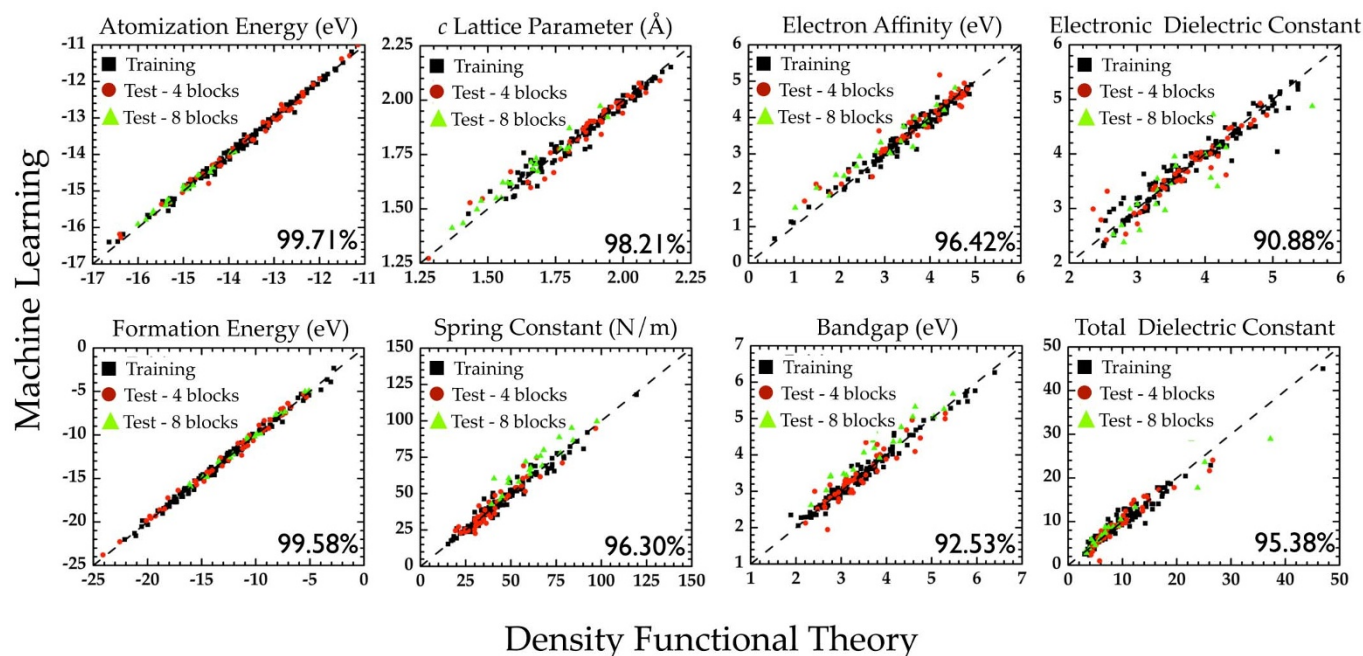 Machine Learning
Atomization Energy (eV)
-11
-12
-13
-14
-15
-16
-17
Training
Test - 4 blocks
Test - 8 blocks
99.71%
-17 -16 -15 -14 -13 -12 -11
c Lattice Parameter (Å)
2.25
2.00
1.75
1.50
1.25
Training
Test - 4 blocks
Test - 8 blocks
98.21%
1.25 1.50 1.75 2.00 2.25
Electron Affinity (eV)
6
5
4
3
2
1
0
Training
Test - 4 blocks
Test - 8 blocks
96.42%
0 1 2 3 4 5 6
Electronic Dielectric Constant
6
5
4
3
2
Training
Test - 4 blocks
Test - 8 blocks
90.88%
2 3 4 5 6
Formation Energy (eV)
0
-5
-10
-15
-20
-25
Training
Test - 4 blocks
Test - 8 blocks
99.58%
-25 -20 -15 -10 -5 0
Spring Constant (N/m)
150
125
100
75
50
25
0
Training
Test - 4 blocks
Test - 8 blocks
96.30%
0 25 50 75 100 125 150
Bandgap (eV)
7
6
5
4
3
2
1
Training
Test - 4 blocks
Test - 8 blocks
92.53%
1 2 3 4 5 6 7
Total Dielectric Constant
50
40
30
20
10
0
Training
Test - 4 blocks
Test - 8 blocks
95.38%
0 10 20 30 40 50
Density Functional Theory